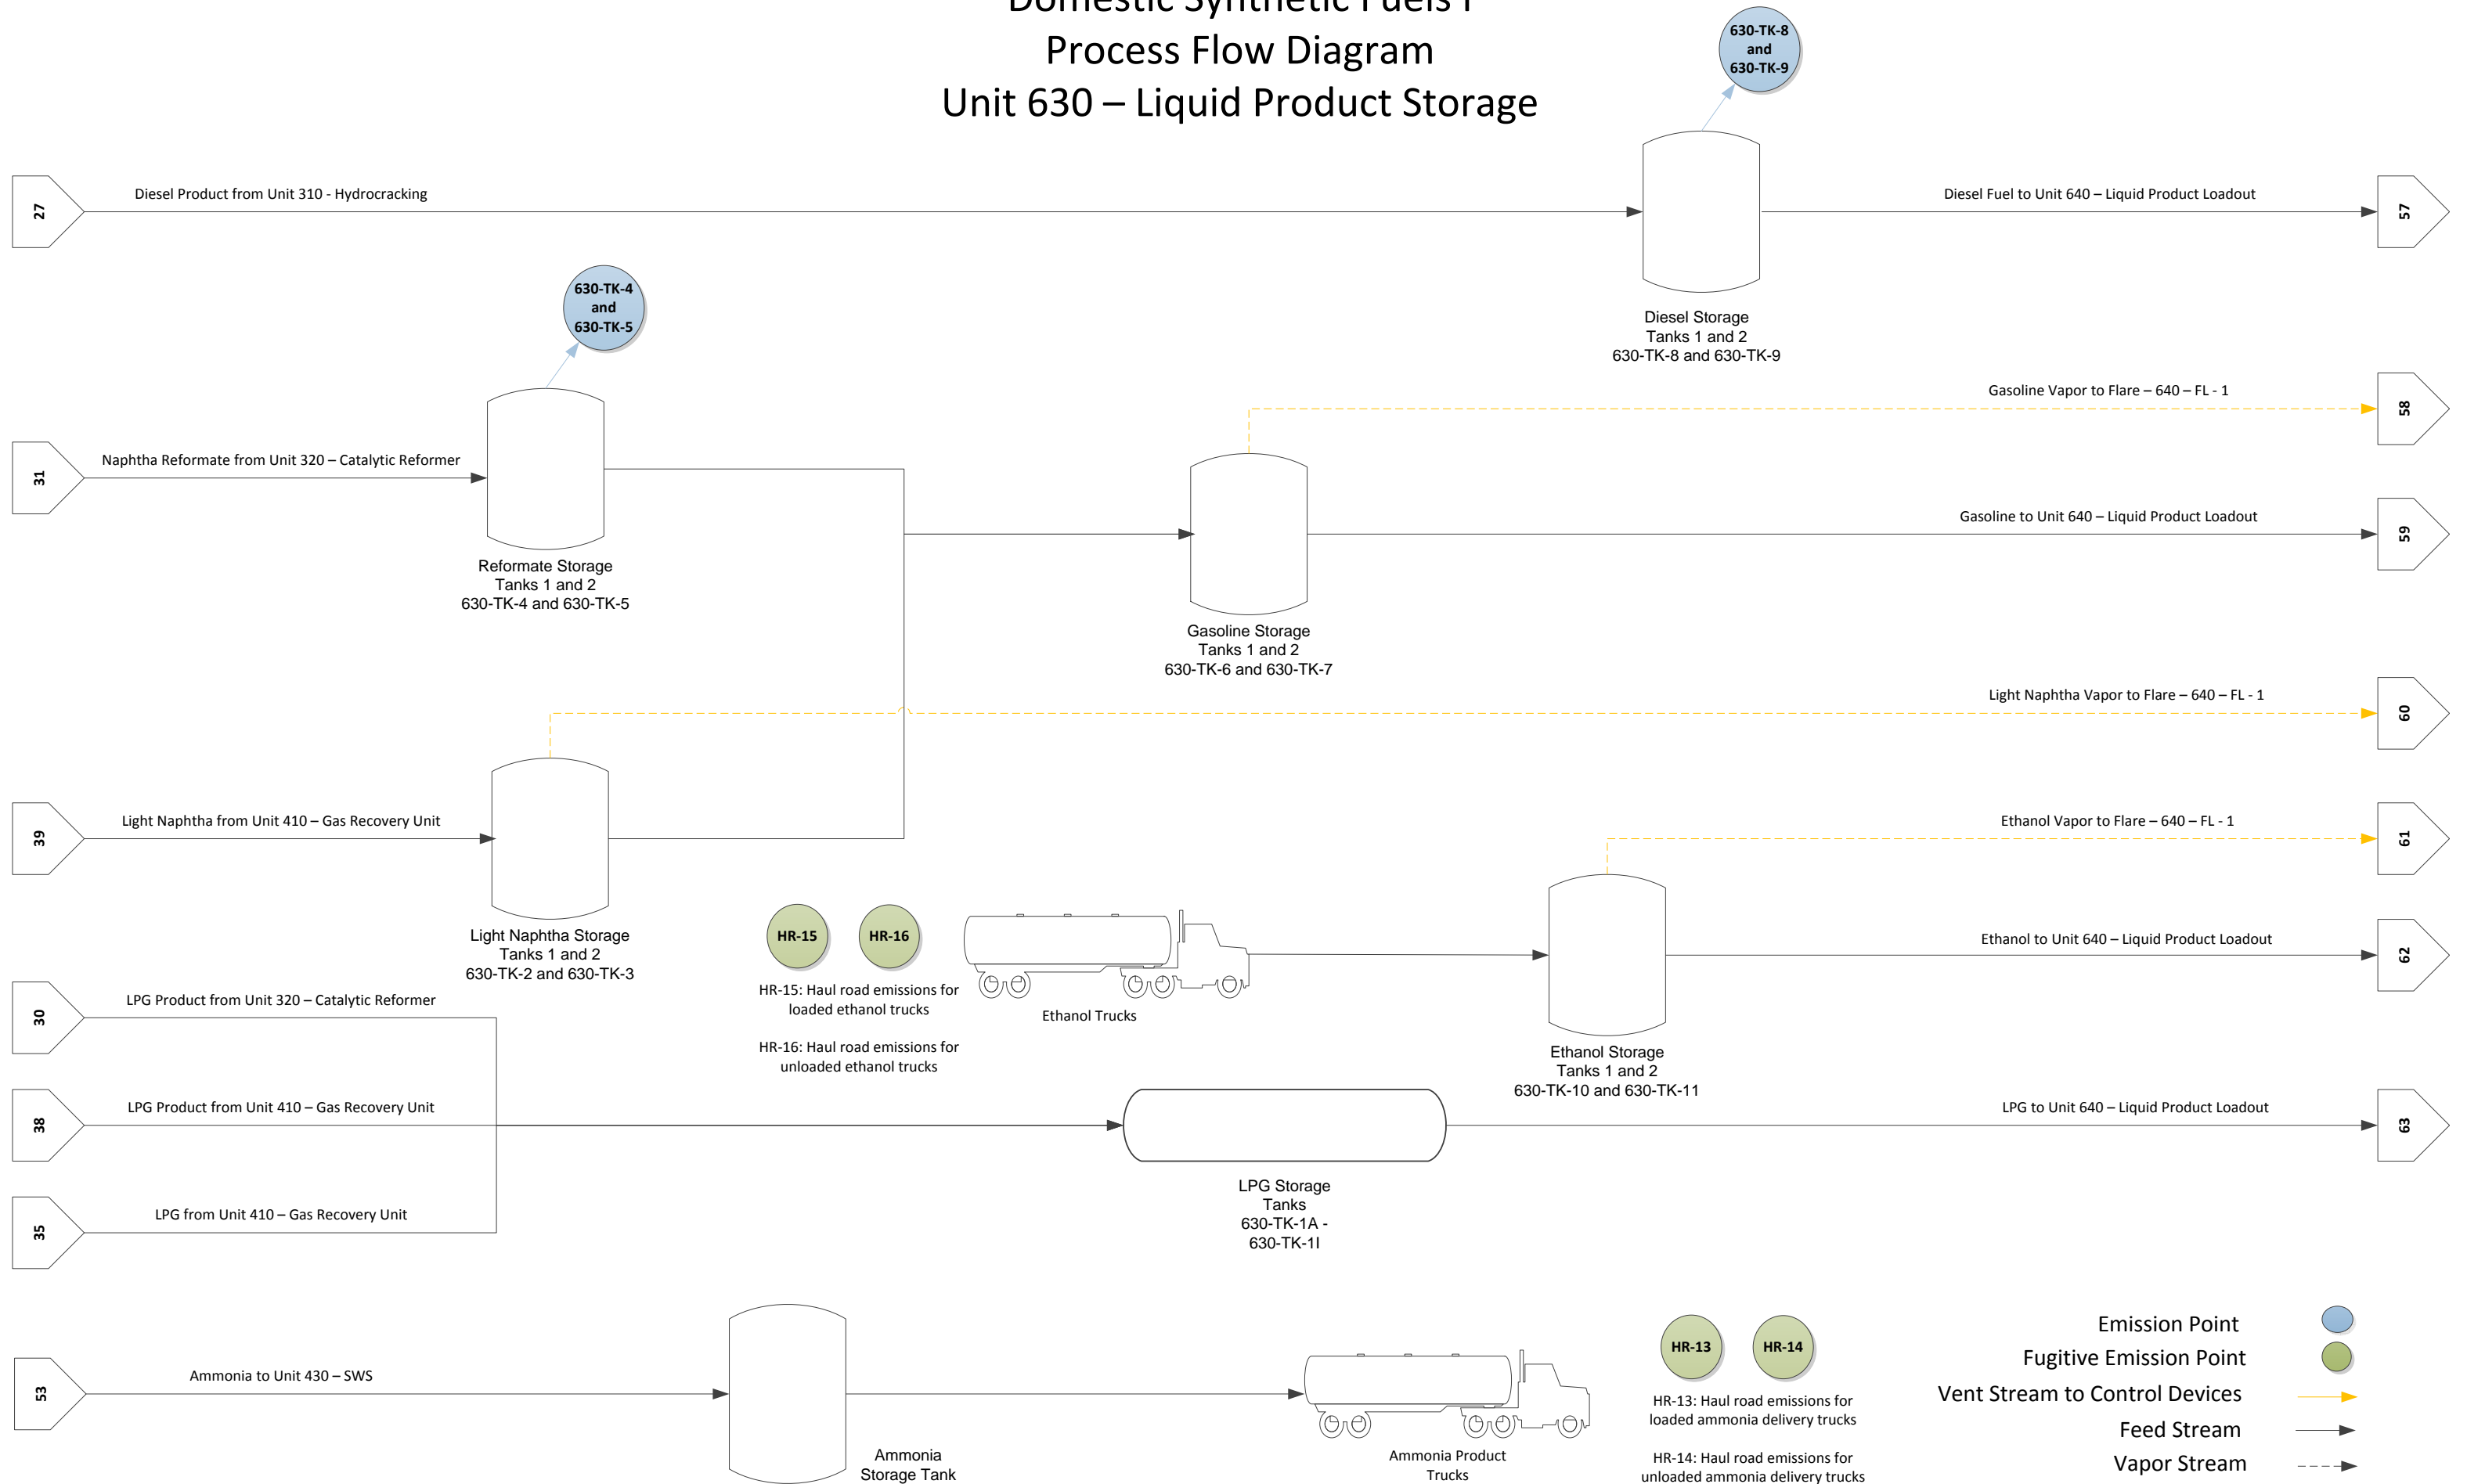 Domestic Synthetic Fuels I
Process Flow Diagram
Unit 630 – Liquid Product Storage
630-TK-8
and
630-TK-9
27
Diesel Product from Unit 310 - Hydrocracking
Diesel Fuel to Unit 640 – Liquid Product Loadout
57
Diesel Storage
Tanks 1 and 2
630-TK-8 and 630-TK-9
630-TK-4
and
630-TK-5
Gasoline Vapor to Flare – 640 – FL - 1
58
31
Naphtha Reformate from Unit 320 – Catalytic Reformer
Reformate Storage
Tanks 1 and 2
630-TK-4 and 630-TK-5
Gasoline to Unit 640 – Liquid Product Loadout
59
Gasoline Storage
Tanks 1 and 2
630-TK-6 and 630-TK-7
Light Naphtha Vapor to Flare – 640 – FL - 1
60
39
Light Naphtha from Unit 410 – Gas Recovery Unit
Light Naphtha Storage
Tanks 1 and 2
630-TK-2 and 630-TK-3
Ethanol Vapor to Flare – 640 – FL - 1
61
HR-15
HR-16
HR-15: Haul road emissions for
loaded ethanol trucks
HR-16: Haul road emissions for
unloaded ethanol trucks
Ethanol Trucks
Ethanol to Unit 640 – Liquid Product Loadout
62
Ethanol Storage
Tanks 1 and 2
630-TK-10 and 630-TK-11
30
LPG Product from Unit 320 – Catalytic Reformer
38
LPG Product from Unit 410 – Gas Recovery Unit
35
LPG from Unit 410 – Gas Recovery Unit
LPG Storage
Tanks
630-TK-1A -
630-TK-1I
LPG to Unit 640 – Liquid Product Loadout
63
53
Ammonia to Unit 430 – SWS
Ammonia
Storage Tank
Ammonia Product
Trucks
HR-13
HR-14
HR-13: Haul road emissions for
loaded ammonia delivery trucks
HR-14: Haul road emissions for
unloaded ammonia delivery trucks
Emission Point
Fugitive Emission Point
Vent Stream to Control Devices
Feed Stream
Vapor Stream